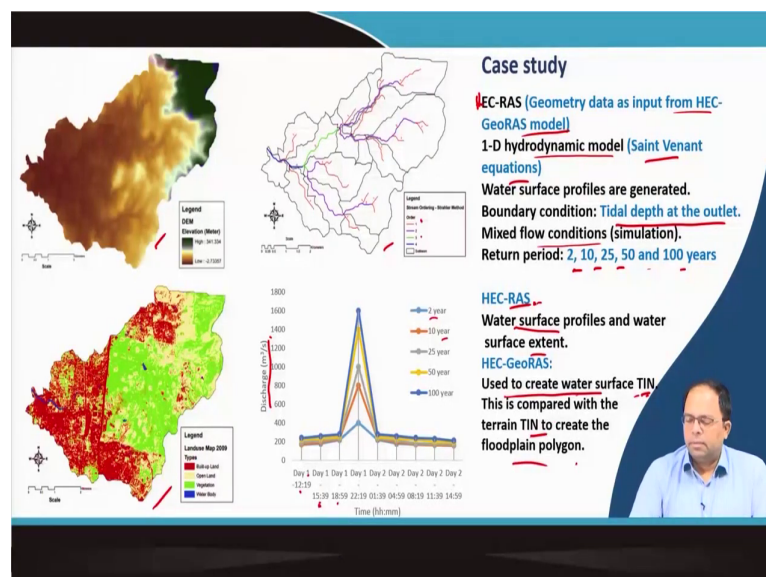 Case study
EC-RAS (Geometry data as input from HEC-
GeoRAS model)
1-D hydrodynamic model (Saint Venant
equations)
Water surface profiles are generated.
Boundary condition: Tidal depth at the outlet.
Mixed flow conditions (simulation).
Return period: 2, 10, 25, 50 and 100 years
HEC-RAS
Water surface profiles and water
surface extent.
HEC-GeoRAS:
Used to create water surface TIN.
This is compared with the
terrain TIN to create the
floodplain polygon.
Legend
DEM
Elevation (Meter)
High : 341.334
Scale
Legend
Stream Ordering - Strahler Method
Order
Scale
Legend
Landuse Map 2009
Types
Built-up Land
Open-Land
Vegetation
Water Body
Scale
1800
1600
1400
1200
1000
800
600
400
200
0
Discharge (m³/s)
2 year
10 year
25 year
50 year
100 year
Day 1 Day 1 Day 1 Day 1 Day 2 Day 2 Day 2 Day 2 Day 2
-12:19 - - - - - - - -
15:39 18:59 22:19 01:39 04:59 08:19 11:39 14:59
Time (hh:mm)